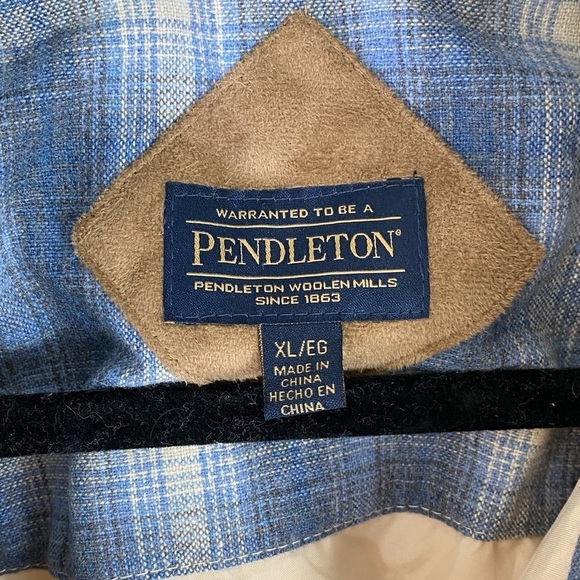 WARRANTED TO BE A
PENDLETON®
PENDLETON WOOLEN MILLS
SINCE 1863
XL/EG
MADE IN
CHINA
HECHO EN
CHINA